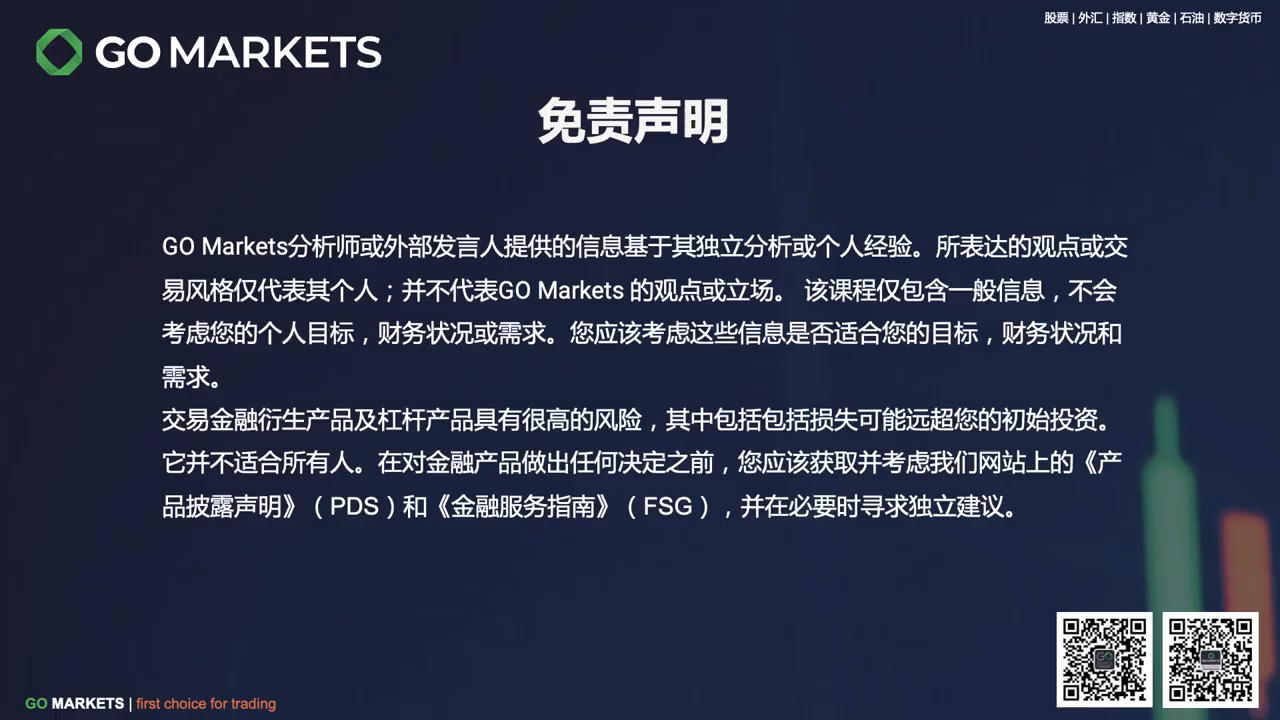 股票 | 外汇 | 指数 | 黄金 | 石油 | 数字货币
GO MARKETS
免责声明
GO Markets分析师或外部发言人提供的信息基于其独立分析或个人经验。所表达的观点或交
易风格仅代表其个人；并不代表GO Markets 的观点或立场。 该课程仅包含一般信息，不会
考虑您的个人目标，财务状况或需求。您应该考虑这些信息是否适合您的目标，财务状况和
需求。
交易金融衍生产品及杠杆产品具有很高的风险，其中包括包括损失可能远超您的初始投资。
它并不适合所有人。在对金融产品做出任何决定之前，您应该获取并考虑我们网站上的《产
品披露声明》（PDS）和《金融服务指南》（FSG），并在必要时寻求独立建议。
GO MARKETS | first choice for trading